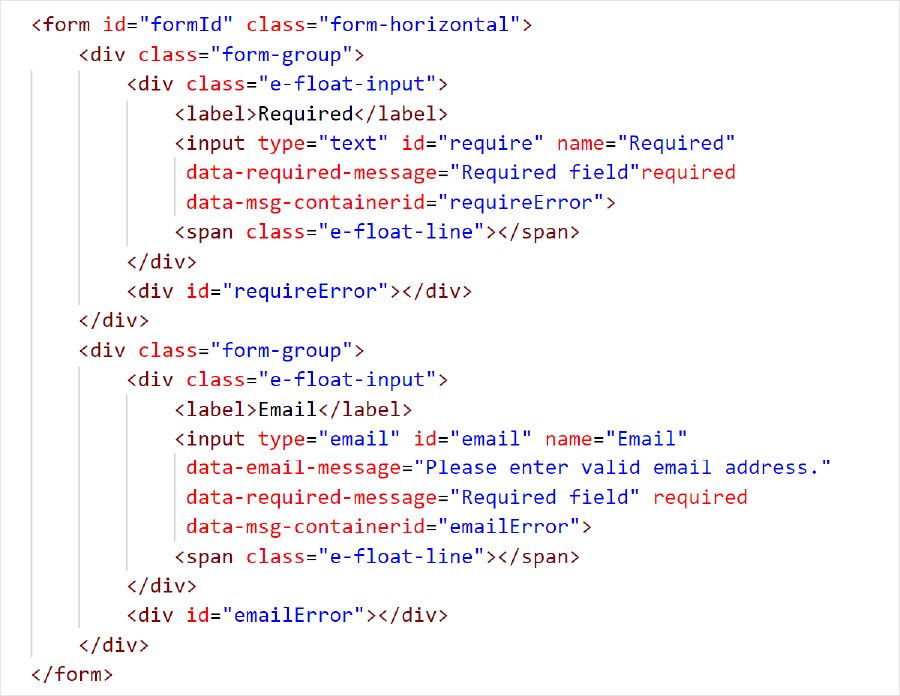 <form id="formId" class="form-horizontal">
<div class="form-group">
<div class="e-float-input">
<label>Required</label>
<input type="text" id="require" name="Required"
data-required-message="Required field"required
data-msg-containerid="requireError">
<span class="e-float-line"></span>
</div>
<div id="requireError"></div>
</div>
<div class="form-group">
<div class="e-float-input">
<label>Email</label>
<input type="email" id="email" name="Email"
data-email-message="Please enter valid email address."
data-required-message="Required field" required
data-msg-containerid="emailError">
<span class="e-float-line"></span>
</div>
<div id="emailError"></div>
</div>
</form>